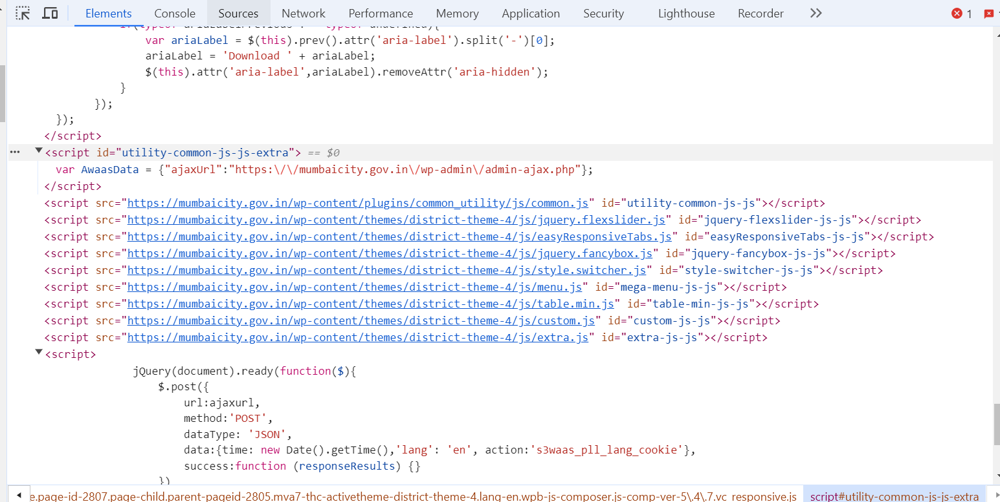 Elements Console Sources Network Performance Memory Application Security Lighthouse Recorder 1
var ariaLabel = $(this).prev().attr('aria-label').split('-')[0];
ariaLabel = 'Download ' + ariaLabel;
$(this).attr('aria-label',ariaLabel).removeAttr('aria-hidden');
}
});
});
</script>
<script id="utility-common-js-js-extra"> == $0
var AwaasData = {"ajaxUrl":"https:\/\/mumbaicity.gov.in\/wp-admin\/admin-ajax.php"};
</script>
<script src="https://mumbaicity.gov.in/wp-content/plugins/common_utility/js/common.js" id="utility-common-js-js"></script>
<script src="https://mumbaicity.gov.in/wp-content/themes/district-theme-4/js/jquery.flexslider.js" id="jquery-flexslider-js-js"></script>
<script src="https://mumbaicity.gov.in/wp-content/themes/district-theme-4/js/easyResponsiveTabs.js" id="easyResponsiveTabs-js-js"></script>
<script src="https://mumbaicity.gov.in/wp-content/themes/district-theme-4/js/jquery.fancybox.js" id="jquery-fancybox-js-js"></script>
<script src="https://mumbaicity.gov.in/wp-content/themes/district-theme-4/js/style.switcher.js" id="style-switcher-js-js"></script>
<script src="https://mumbaicity.gov.in/wp-content/themes/district-theme-4/js/menu.js" id="mega-menu-js-js"></script>
<script src="https://mumbaicity.gov.in/wp-content/themes/district-theme-4/js/table.min.js" id="table-min-js-js"></script>
<script src="https://mumbaicity.gov.in/wp-content/themes/district-theme-4/js/custom.js" id="custom-js-js"></script>
<script src="https://mumbaicity.gov.in/wp-content/themes/district-theme-4/js/extra.js" id="extra-js-js"></script>
<script>
jQuery(document).ready(function($){
$.post({
url:ajaxurl,
method:'POST',
dataType: 'JSON',
data:{time: new Date().getTime(),'lang': 'en', action:'s3waas_pll_lang_cookie'},
success:function (responseResults) {}
})
e.page-id-2807.page-child.parent-pageid-2805.mva7-thc-activetheme-district-theme-4.lang-en.wpb-js-composer.js-comp-ver-5\.4\.7.vc_responsive.js script#utility-common-js-js-extra